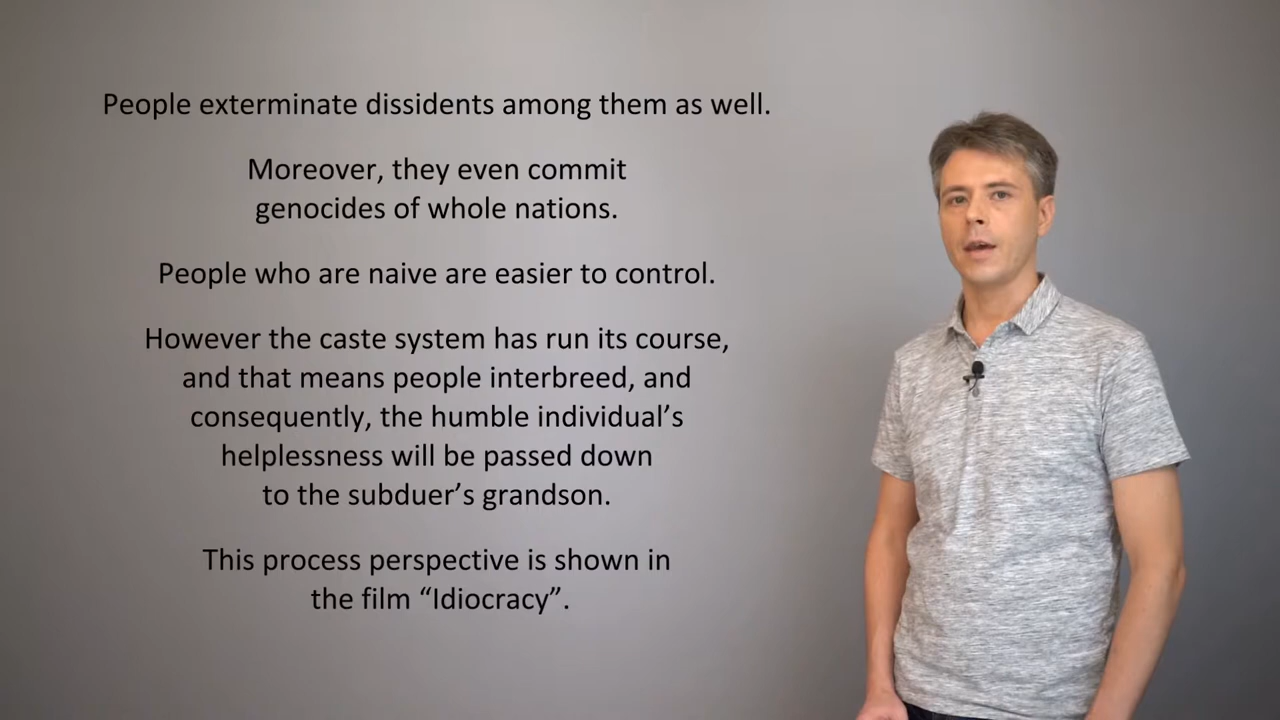 People exterminate dissidents among them as well.
Moreover, they even commit
genocides of whole nations.
People who are naive are easier to control.
However the caste system has run its course,
and that means people interbreed, and
consequently, the humble individual’s
helplessness will be passed down
to the subduer’s grandson.
This process perspective is shown in
the film “Idiocracy”.